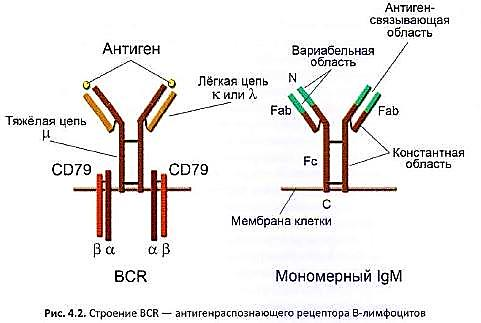 Антиген
Лёгкая цепь
κ или λ
Тяжёлая цепь
μ
CD79
CD79
β α
α β
BCR
Антиген-
связывающая
область
Вариабельная
область
N
Fab
Fab
Fc
Константная
область
C
Мембрана клетки
Мономерный IgM
Рис. 4.2. Строение BCR — антигенраспознающего рецептора B-лимфоцитов